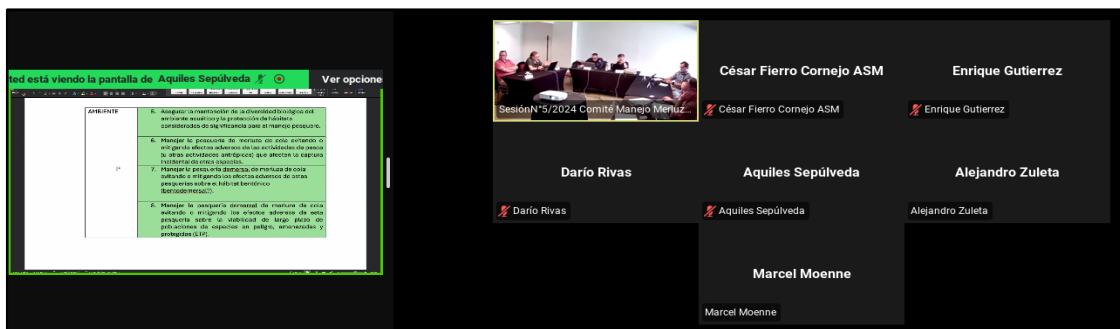 ted está viendo la pantalla de Aquiles Sepúlveda
Ver opcione
AMBIENTE
5. Asegurar la mantención de la diversidad biológica del
ambiente acuático y la protección de hábitats
considerados de significancia para el manejo pesquero.
6. Manejar la pesquería de merluza de cola evitando o
mitigando efectos adversos de las actividades de pesca
(u otras actividades antrópicas) que afecten la captura
incidental de otras especies.
7. Manejar la pesquería demersal de merluza de cola
evitando o mitigando los efectos adversos de estas
pesquerías sobre el hábitat bentónico
(bentodemersal?).
8. Manejar la pesquería demersal de merluza de cola
evitando o mitigando los efectos adversos de esta
pesquería sobre la viabilidad de largo plazo de
poblaciones de especies en peligro, amenazadas y
protegidas (ETP).
SesiónN°5/2024 Comité Manejo Merluz...
César Fierro Cornejo ASM
César Fierro Cornejo ASM
Enrique Gutierrez
Enrique Gutierrez
Darío Rivas
Darío Rivas
Aquiles Sepúlveda
Aquiles Sepúlveda
Alejandro Zuleta
Alejandro Zuleta
Marcel Moenne
Marcel Moenne